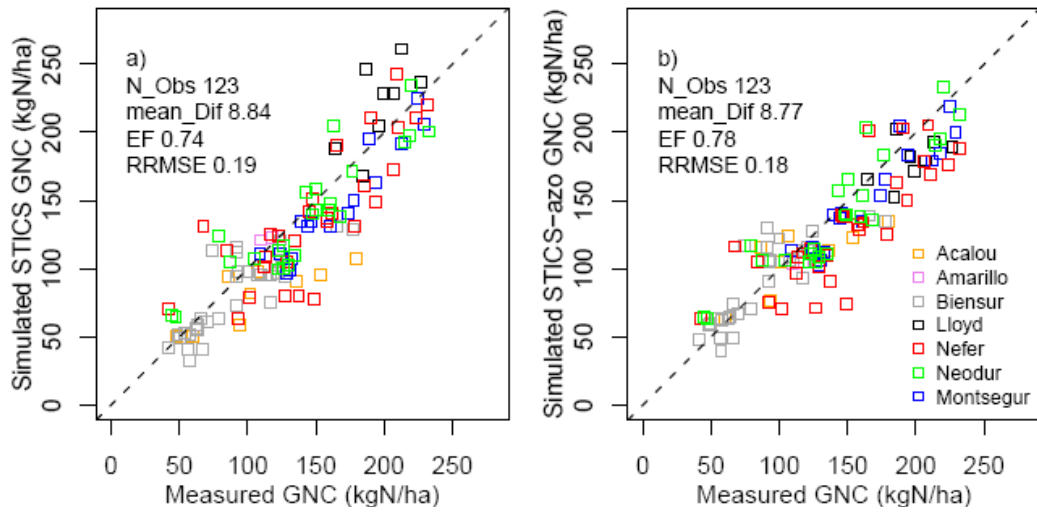 a)
N_Obs 123
mean_Dif 8.84
EF 0.74
RRMSE 0.19
Simulated STICS GNC (kgN/ha)
250
200
150
100
50
0
0 50 100 150 200 250
Measured GNC (kgN/ha)
b)
N_Obs 123
mean_Dif 8.77
EF 0.78
RRMSE 0.18
Simulated STICS−azo GNC (kgN/ha)
250
200
150
100
50
0
Acalou
Amarillo
Biensur
Lloyd
Nefer
Neodur
Montsegur
0 50 100 150 200 250
Measured GNC (kgN/ha)